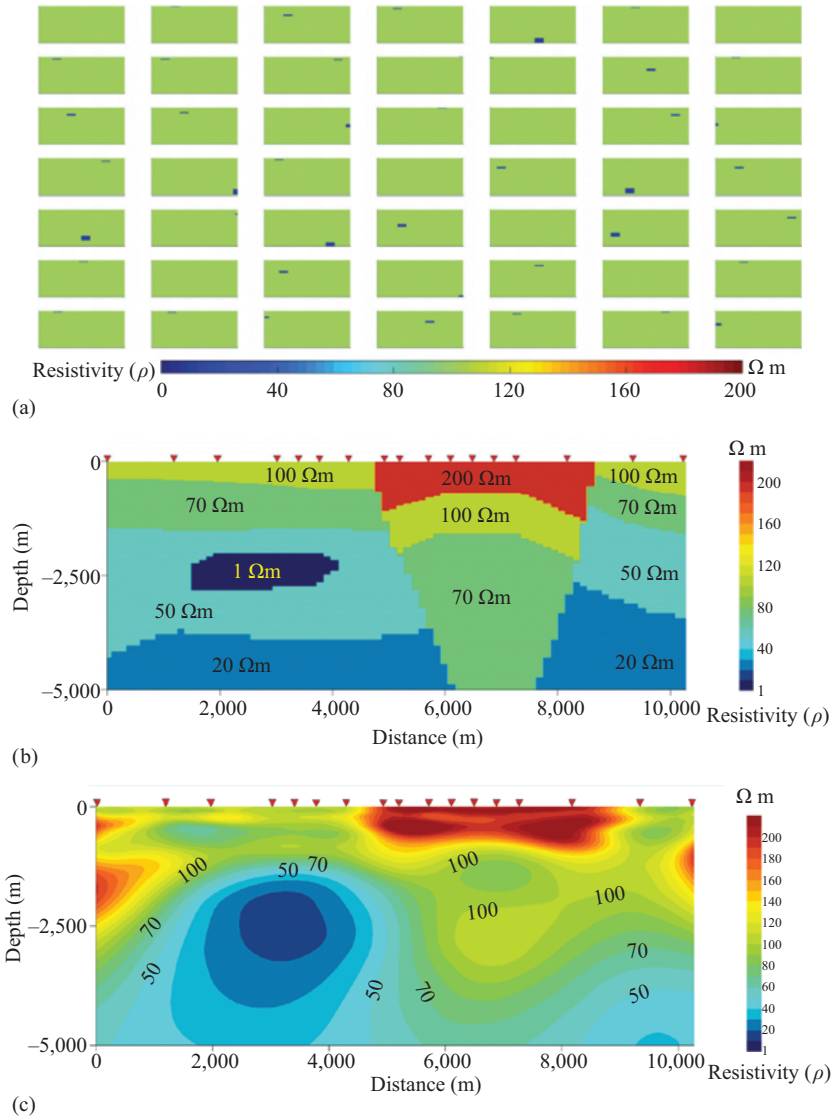 Resistivity (ρ)
0 40 80 120 160 200
Ω m
(a)
Ω m
0
−2,500
−5,000
Depth (m)
100 Ωm
200 Ωm
100 Ωm
70 Ωm
100 Ωm
70 Ωm
1 Ωm
50 Ωm
70 Ωm
50 Ωm
20 Ωm
20 Ωm
0 2,000 4,000 6,000 8,000 10,000
Distance (m)
200
160
120
80
40
1
Resistivity (ρ)
(b)
Ω m
0
−2,500
−5,000
Depth (m)
100
50
70
100
100
100
70
50
50
70
70
50
0 2,000 4,000 6,000 8,000 10,000
Distance (m)
200
180
160
140
120
100
80
60
40
20
1
Resistivity (ρ)
(c)